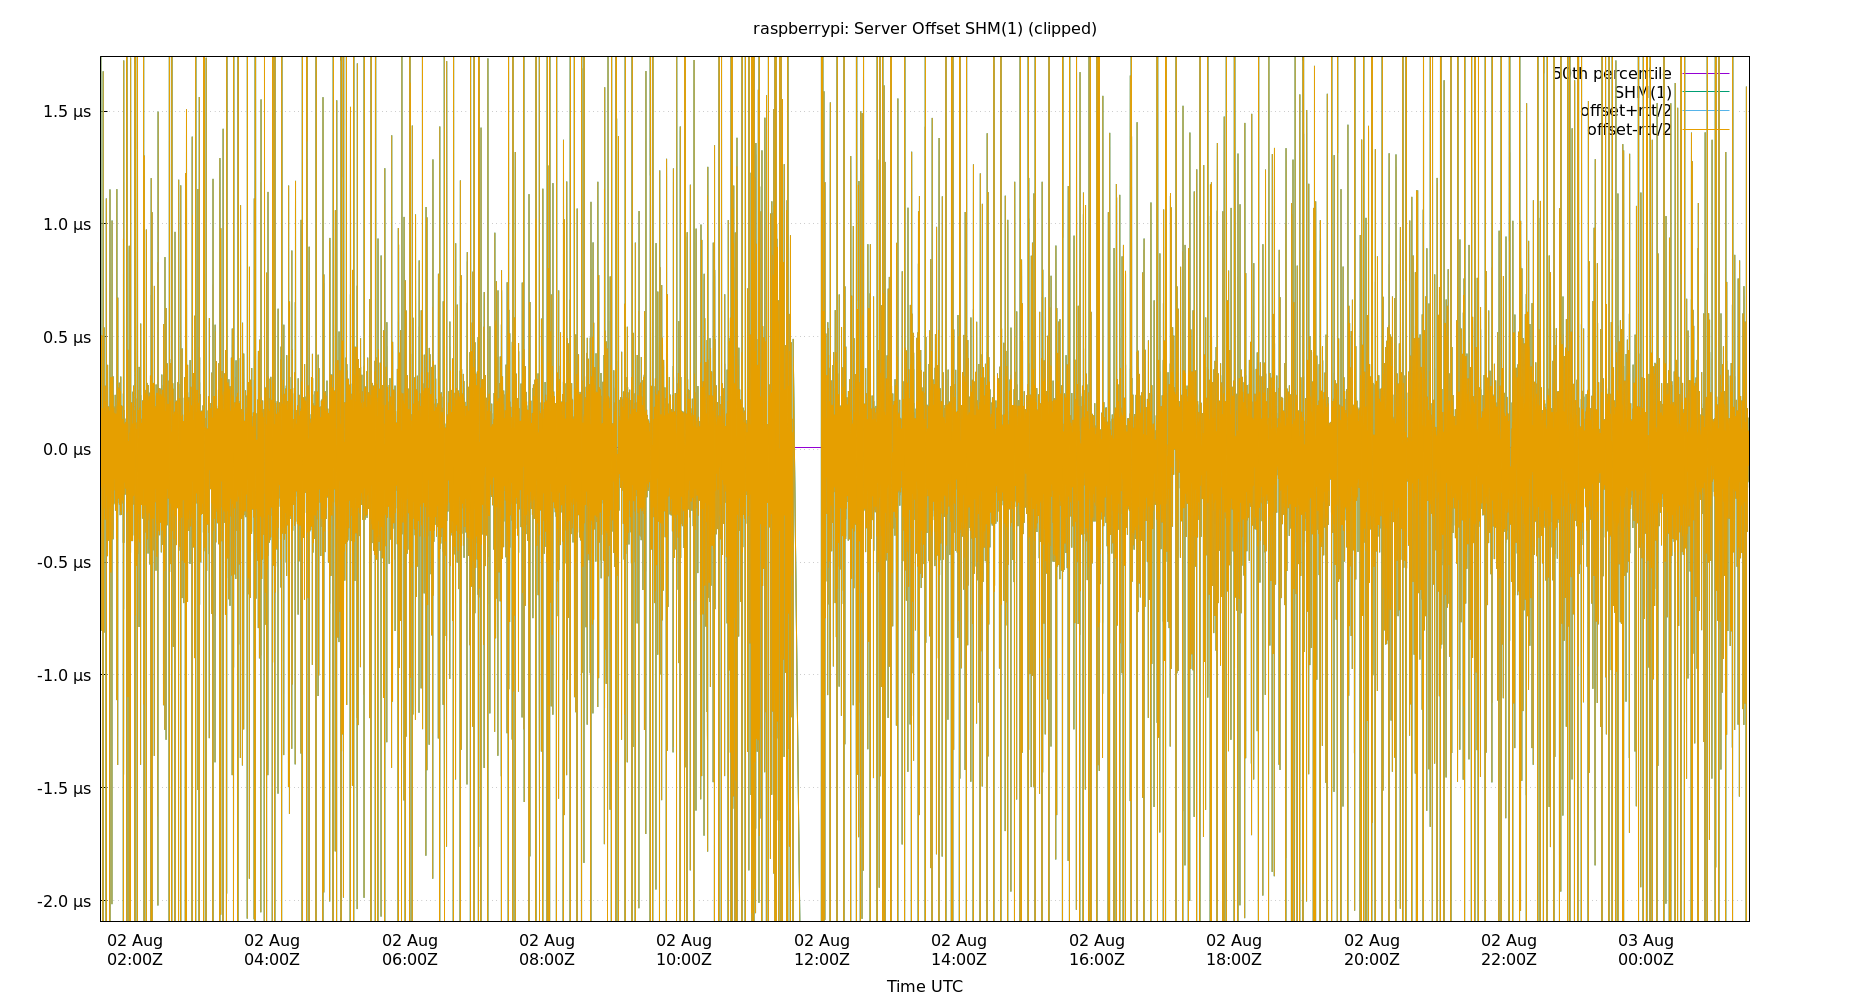 raspberrypi: Server Offset SHM(1) (clipped)
50th percentile
SHM(1)
offset+rtt/2
offset-rtt/2
1.5 µs
1.0 µs
0.5 µs
0.0 µs
-0.5 µs
-1.0 µs
-1.5 µs
-2.0 µs
02 Aug 02 Aug 02 Aug 02 Aug 02 Aug 02 Aug 02 Aug 02 Aug 02 Aug 02 Aug 02 Aug 03 Aug
02:00Z 04:00Z 06:00Z 08:00Z 10:00Z 12:00Z 14:00Z 16:00Z 18:00Z 20:00Z 22:00Z 00:00Z
Time UTC